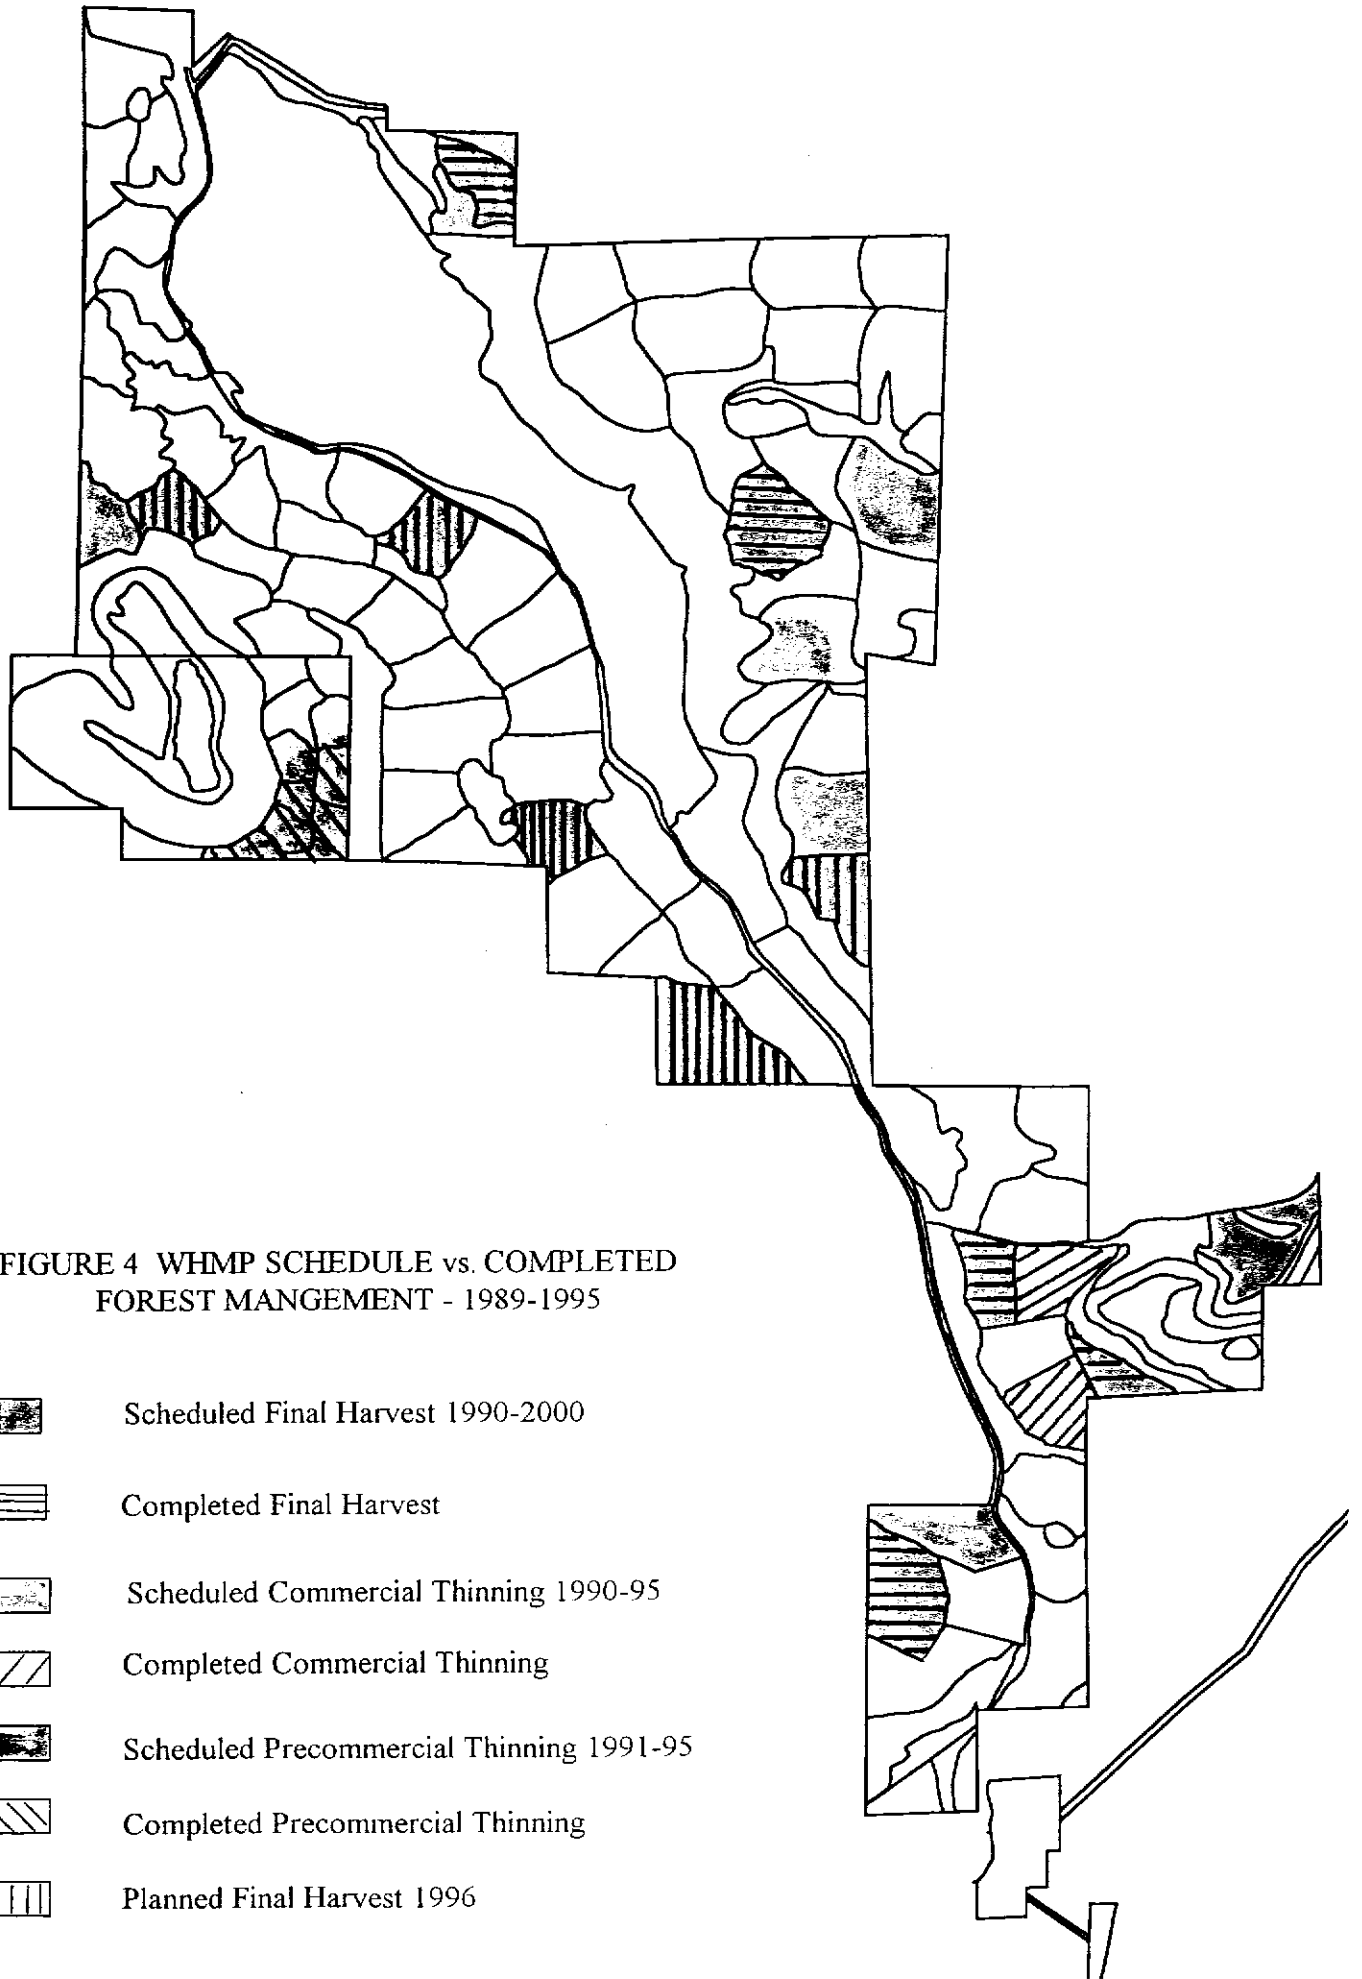 FIGURE 4 WHMP SCHEDULE vs. COMPLETED
FOREST MANGEMENT - 1989-1995
Scheduled Final Harvest 1990-2000
Completed Final Harvest
Scheduled Commercial Thinning 1990-95
Completed Commercial Thinning
Scheduled Precommercial Thinning 1991-95
Completed Precommercial Thinning
Planned Final Harvest 1996